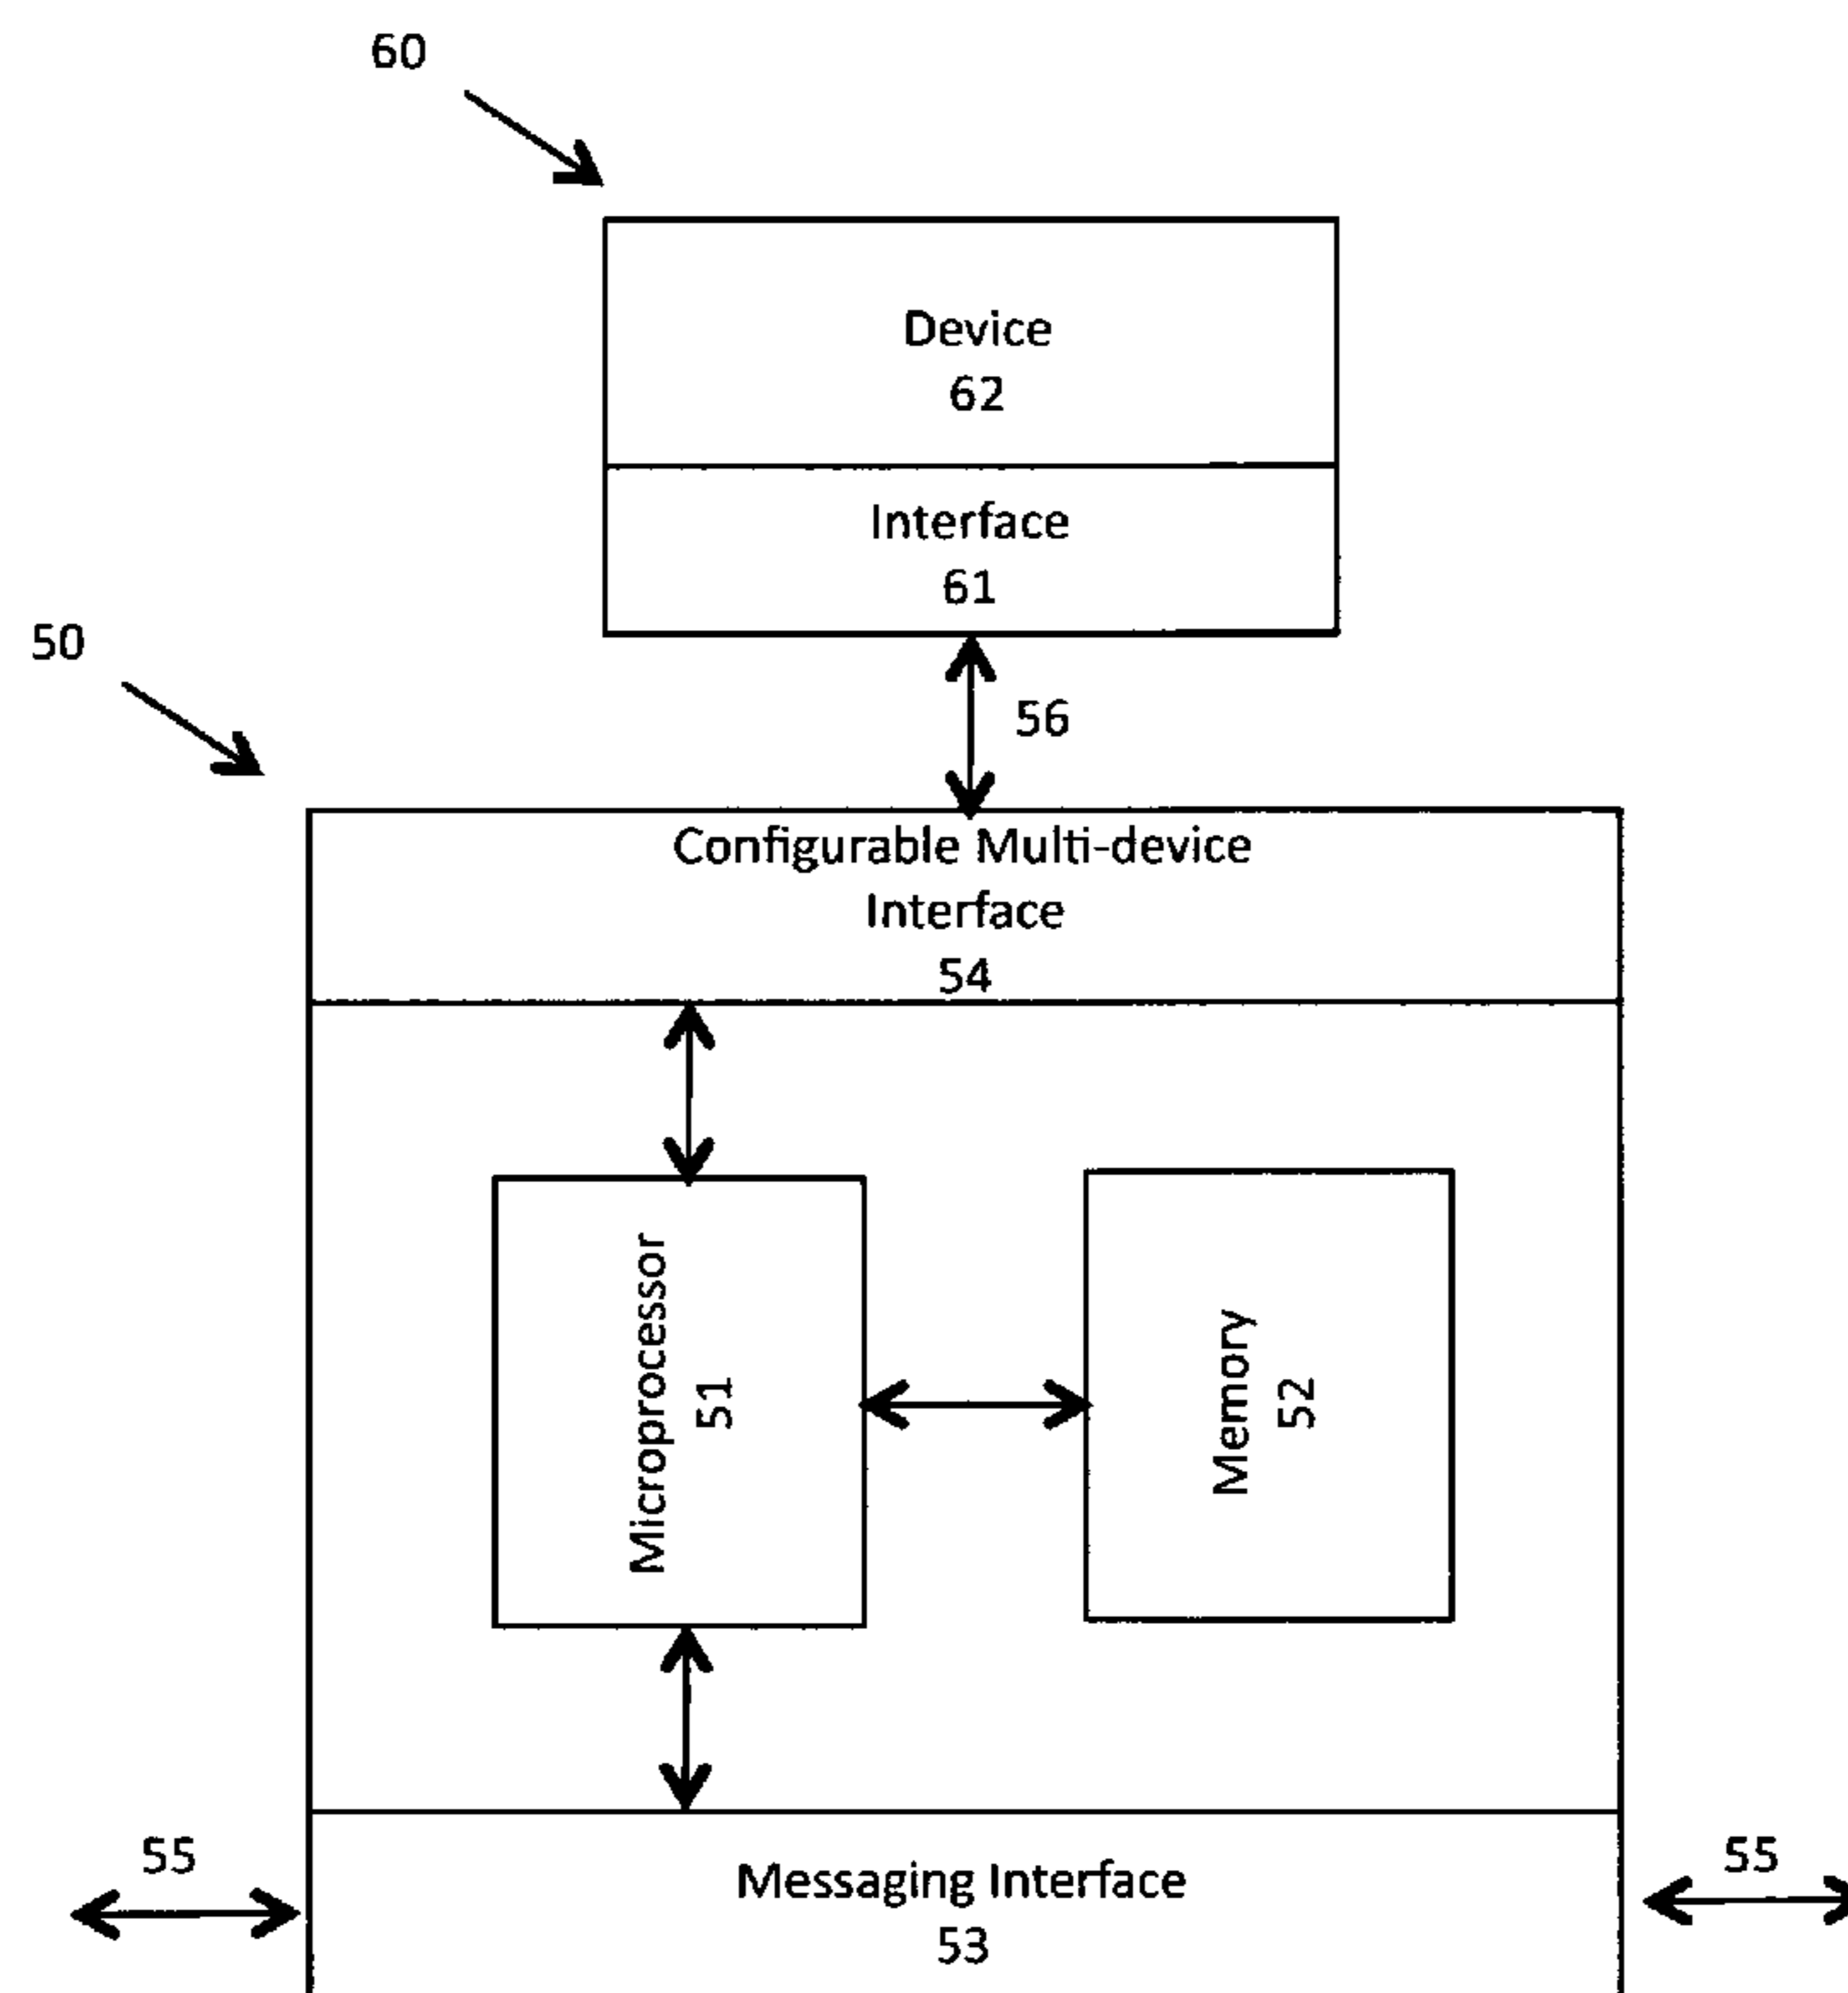 60
Device
62
Interface
61
50
56
Configurable Multi-device
Interface
54
Microprocessor
51
Memory
52
55
55
Messaging Interface
53